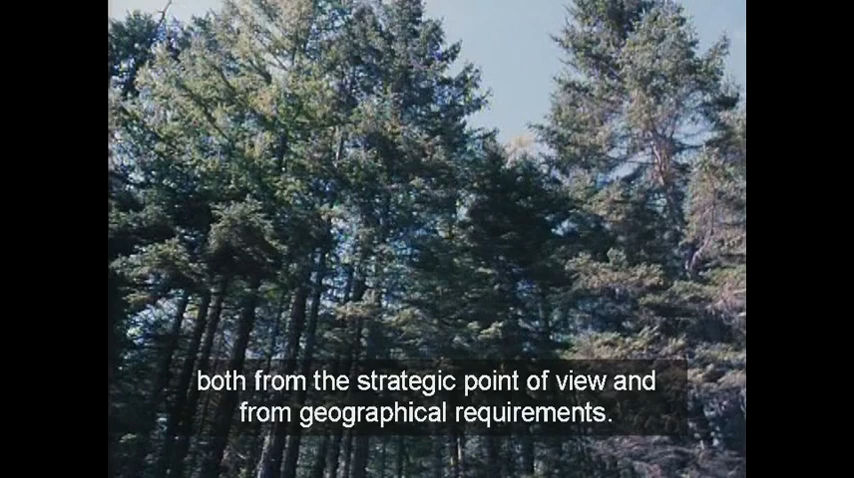 both from the strategic point of view and
from geographical requirements.